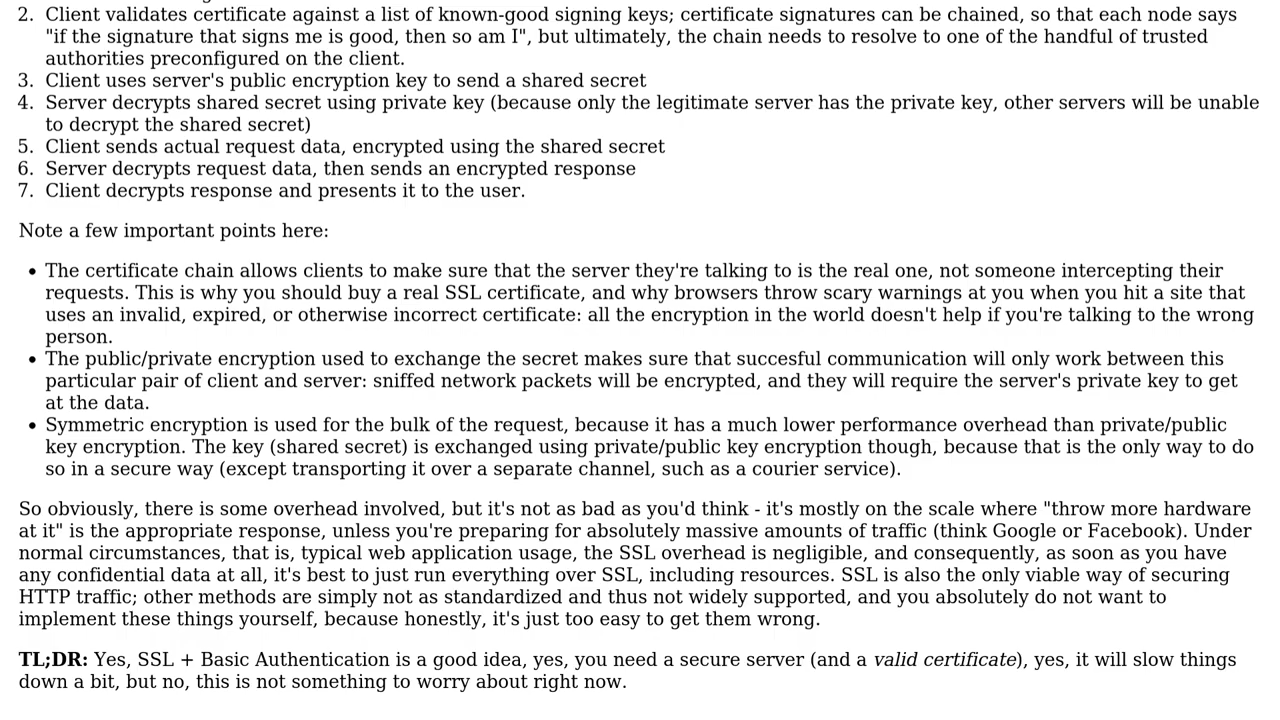 2. Client validates certificate against a list of known-good signing keys; certificate signatures can be chained, so that each node says
"if the signature that signs me is good, then so am I", but ultimately, the chain needs to resolve to one of the handful of trusted
authorities preconfigured on the client.
3. Client uses server's public encryption key to send a shared secret
4. Server decrypts shared secret using private key (because only the legitimate server has the private key, other servers will be unable
to decrypt the shared secret)
5. Client sends actual request data, encrypted using the shared secret
6. Server decrypts request data, then sends an encrypted response
7. Client decrypts response and presents it to the user.
Note a few important points here:
• The certificate chain allows clients to make sure that the server they're talking to is the real one, not someone intercepting their
requests. This is why you should buy a real SSL certificate, and why browsers throw scary warnings at you when you hit a site that
uses an invalid, expired, or otherwise incorrect certificate: all the encryption in the world doesn't help if you're talking to the wrong
person.
• The public/private encryption used to exchange the secret makes sure that succesful communication will only work between this
particular pair of client and server: sniffed network packets will be encrypted, and they will require the server's private key to get
at the data.
• Symmetric encryption is used for the bulk of the request, because it has a much lower performance overhead than private/public
key encryption. The key (shared secret) is exchanged using private/public key encryption though, because that is the only way to do
so in a secure way (except transporting it over a separate channel, such as a courier service).
So obviously, there is some overhead involved, but it's not as bad as you'd think - it's mostly on the scale where "throw more hardware
at it" is the appropriate response, unless you're preparing for absolutely massive amounts of traffic (think Google or Facebook). Under
normal circumstances, that is, typical web application usage, the SSL overhead is negligible, and consequently, as soon as you have
any confidential data at all, it's best to just run everything over SSL, including resources. SSL is also the only viable way of securing
HTTP traffic; other methods are simply not as standardized and thus not widely supported, and you absolutely do not want to
implement these things yourself, because honestly, it's just too easy to get them wrong.
TL;DR: Yes, SSL + Basic Authentication is a good idea, yes, you need a secure server (and a valid certificate), yes, it will slow things
down a bit, but no, this is not something to worry about right now.